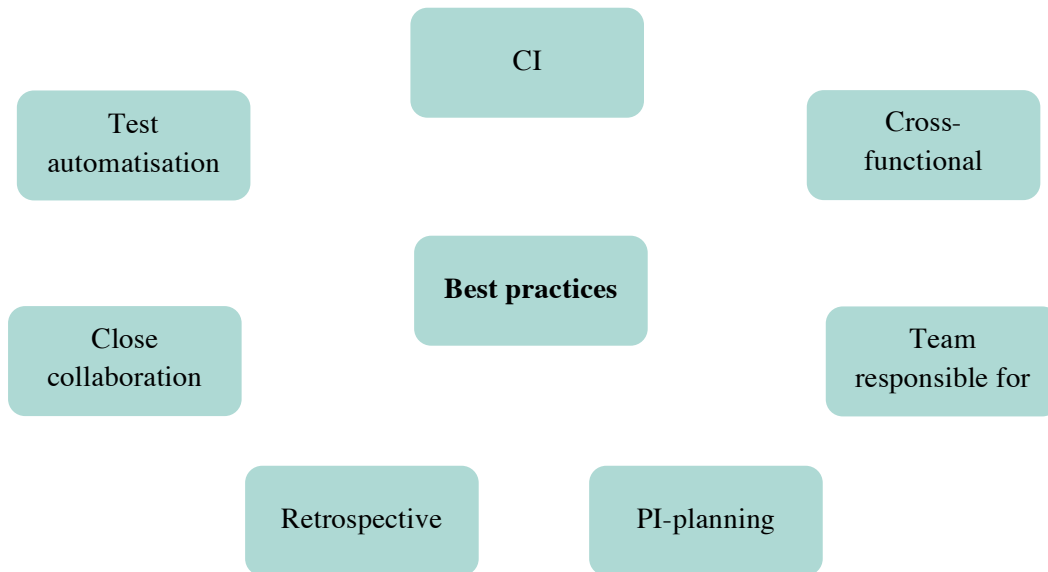 CI
Test
automatisation
Cross-
functional
Best practices
Close
collaboration
Team
responsible for
Retrospective
PI-planning